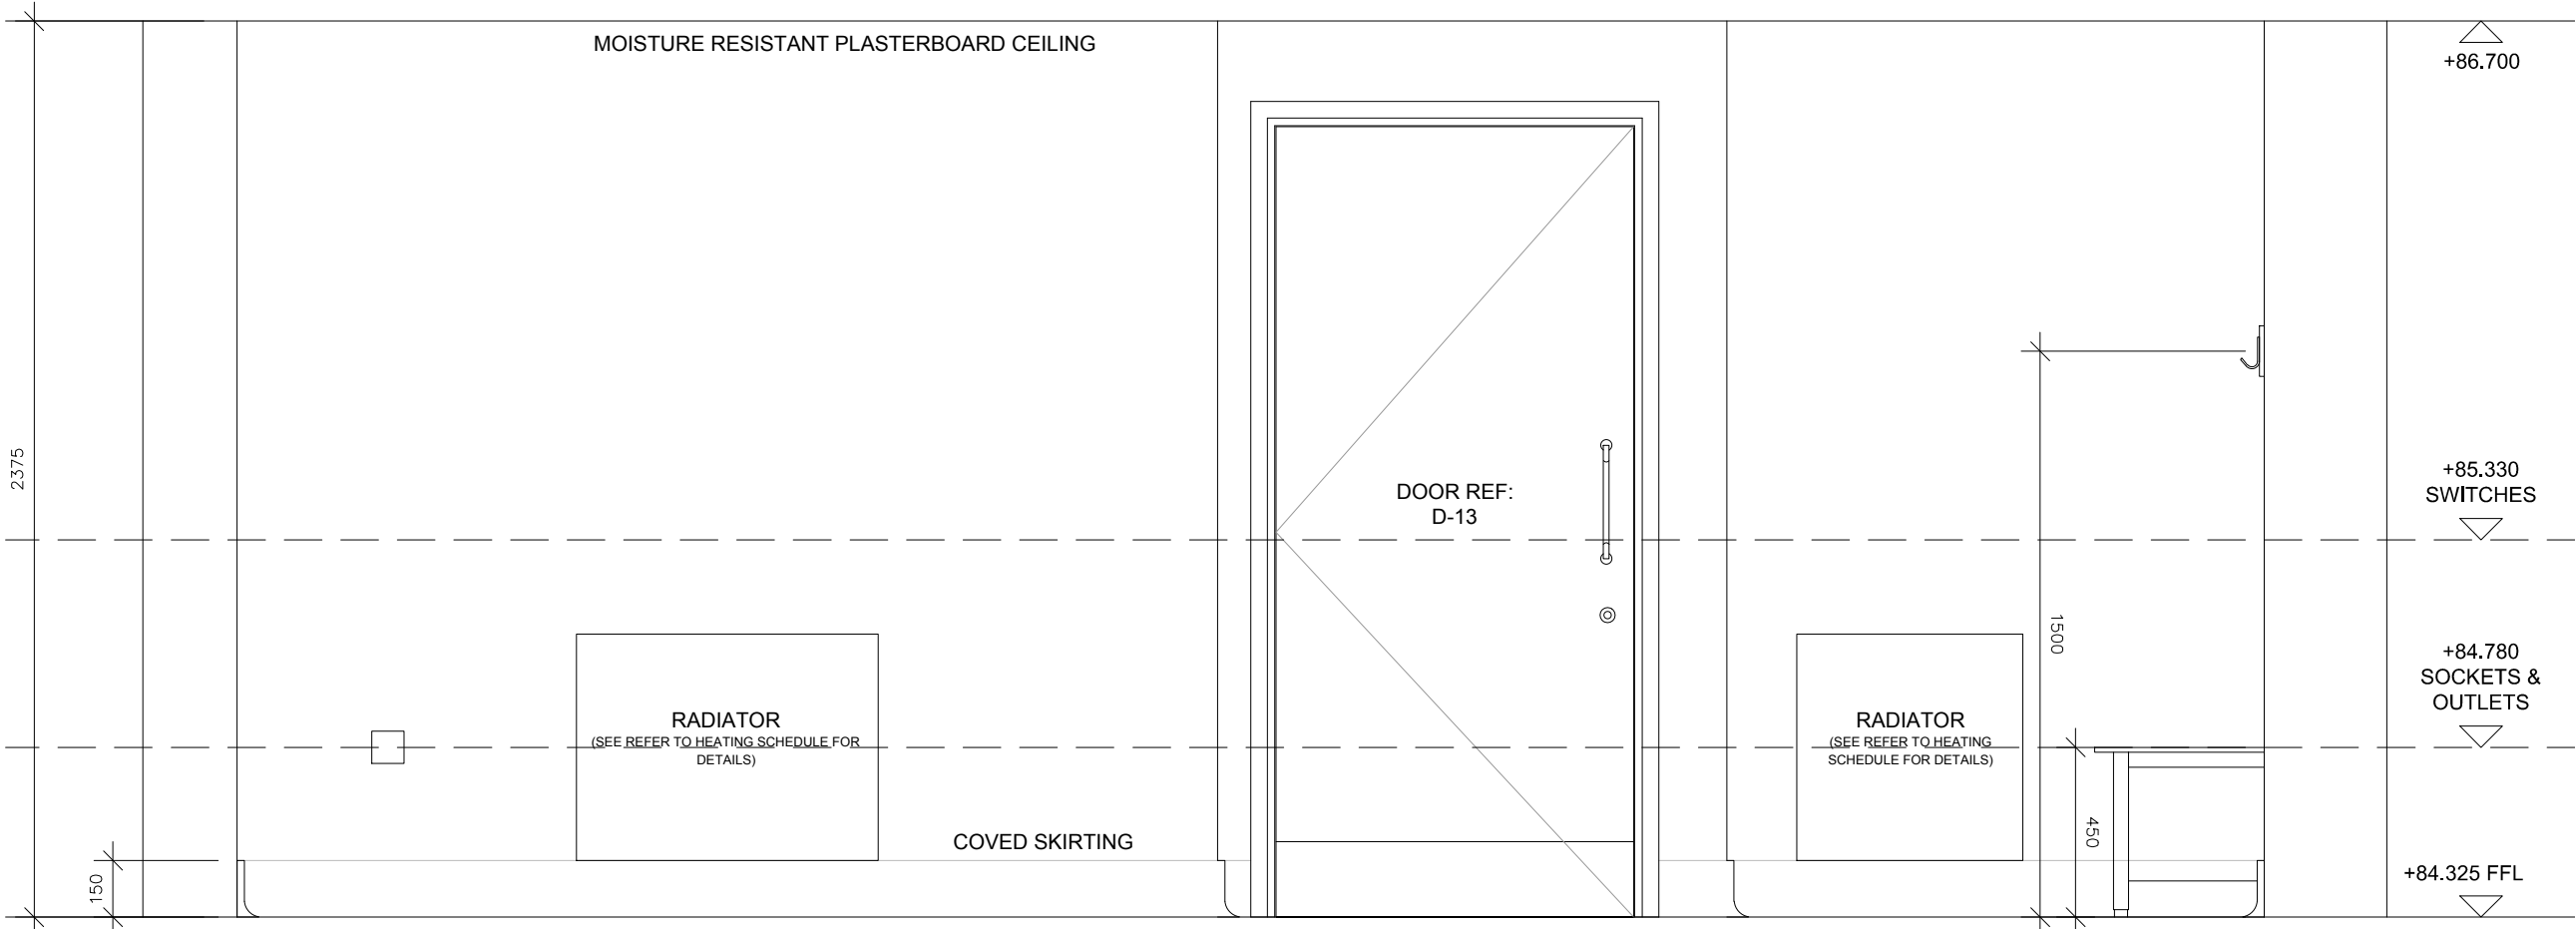 MOISTURE RESISTANT PLASTERBOARD CEILING
+86.700
2375
DOOR REF:
D-13
+85.330
SWITCHES
1500
+84.780
SOCKETS &
OUTLETS
RADIATOR
(SEE REFER TO HEATING SCHEDULE FOR
DETAILS)
RADIATOR
(SEE REFER TO HEATING
SCHEDULE FOR DETAILS)
COVED SKIRTING
450
150
+84.325 FFL